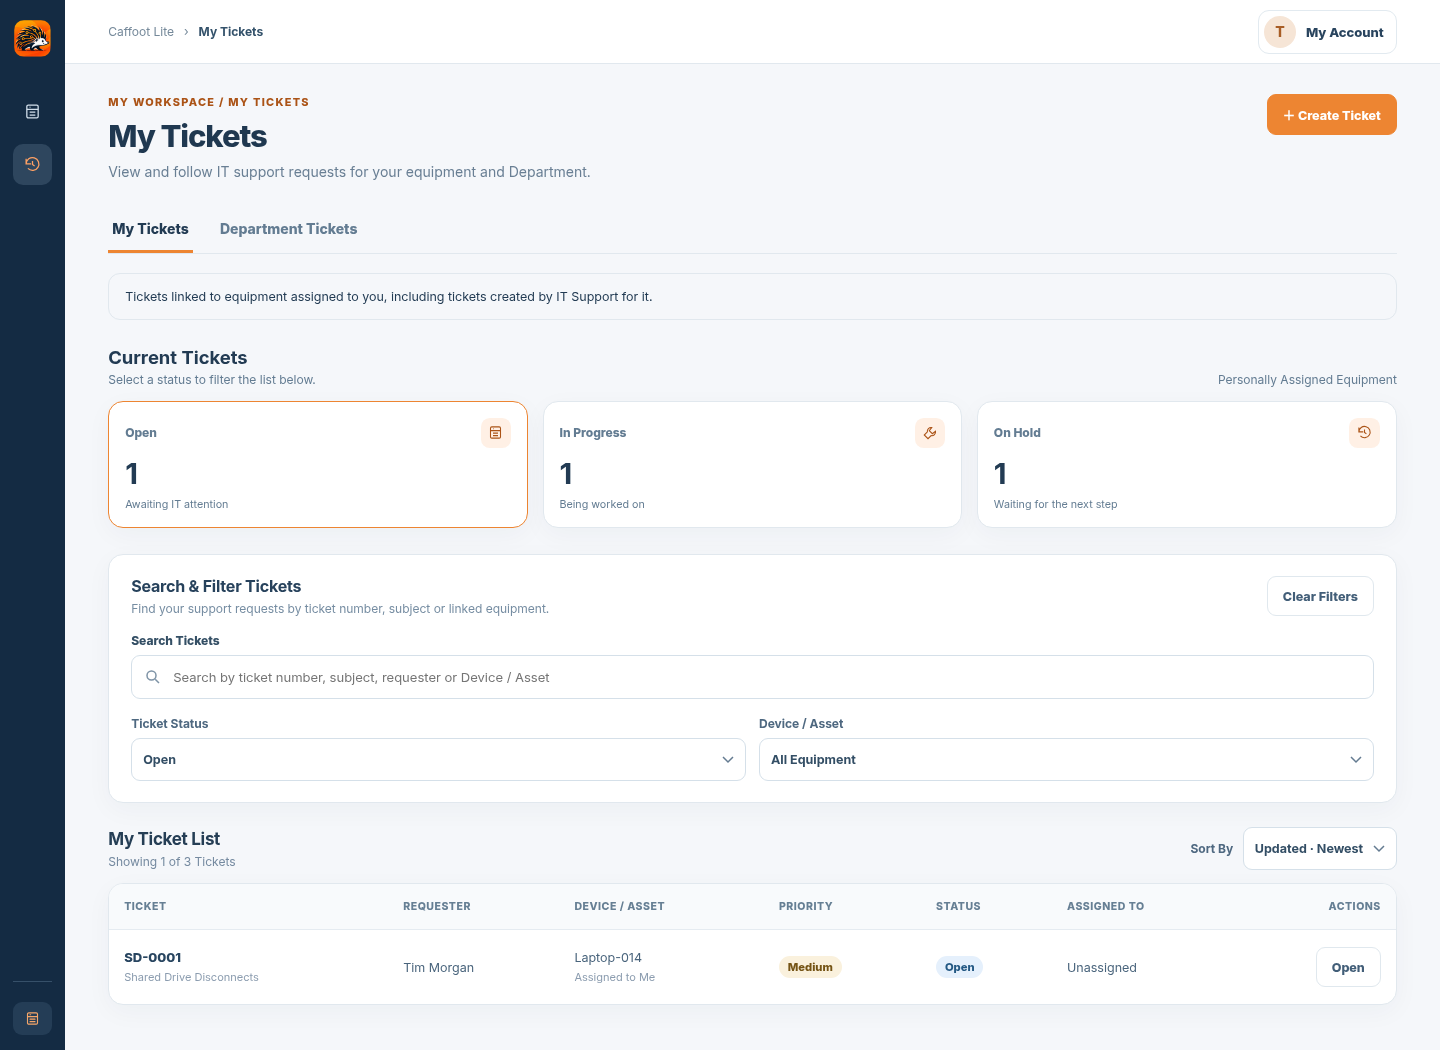 Caffoot Lite › My Tickets
T My Account
MY WORKSPACE / MY TICKETS
My Tickets
+ Create Ticket
View and follow IT support requests for your equipment and Department.
My Tickets Department Tickets
Tickets linked to equipment assigned to you, including tickets created by IT Support for it.
Current Tickets
Select a status to filter the list below. Personally Assigned Equipment
Open
1
Awaiting IT attention
In Progress
1
Being worked on
On Hold
1
Waiting for the next step
Search & Filter Tickets
Find your support requests by ticket number, subject or linked equipment.
Clear Filters
Search Tickets
Search by ticket number, subject, requester or Device / Asset
Ticket Status
Open
Device / Asset
All Equipment
My Ticket List
Showing 1 of 3 Tickets
Sort By Updated · Newest
TICKET REQUESTER DEVICE / ASSET PRIORITY STATUS ASSIGNED TO ACTIONS
SD-0001
Shared Drive Disconnects
Tim Morgan
Laptop-014
Assigned to Me
Medium
Open
Unassigned
Open